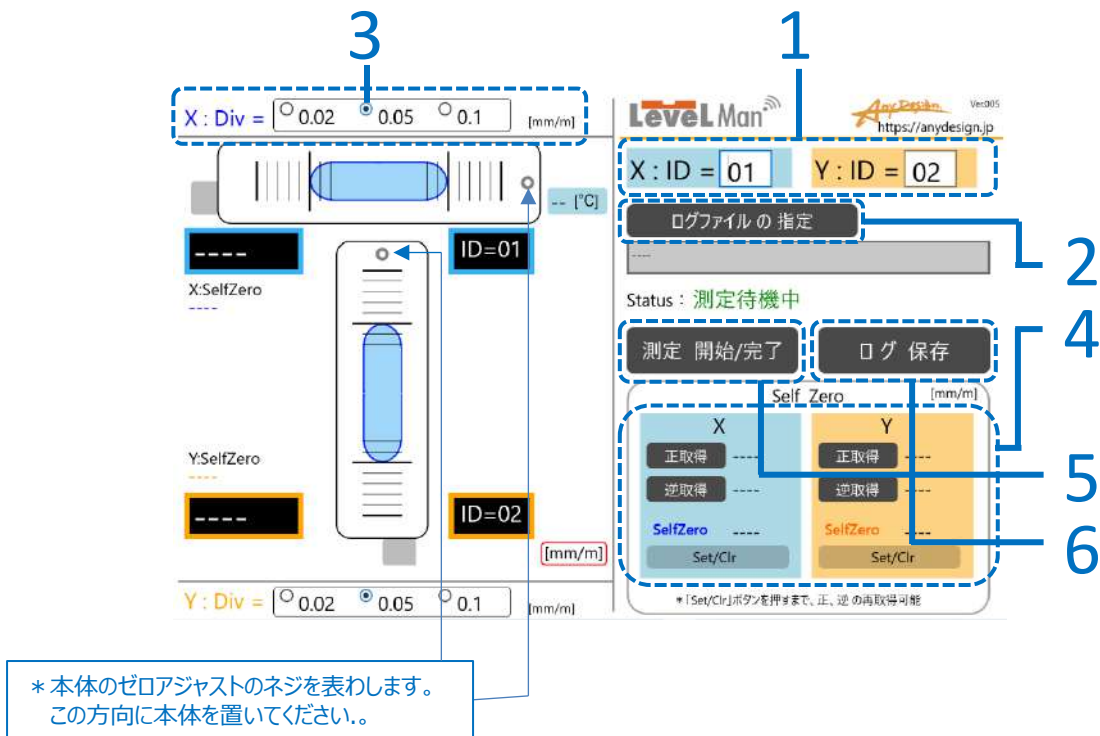 3
1
X : Div = 0.02 0.05 0.1 [mm/m]
LeveL Man
AnyDesign Ver.005
https://anydesign.jp
X : ID = 01 Y : ID = 02
-- [°C]
ログファイル の 指定
2
----
---- ID=01
X:SelfZero
----
Status : 測定待機中
4
測定 開始/完了 ログ 保存
Self Zero [mm/m]
X Y
正取得 ---- 正取得 ----
逆取得 ---- 逆取得 ----
5
SelfZero ---- SelfZero ----
Set/Clr Set/Clr
6
*「Set/Clr」ボタンを押すまで、正、逆 の再取得可能
Y:SelfZero
----
---- ID=02
[mm/m]
Y : Div = 0.02 0.05 0.1 [mm/m]
＊本体のゼロアジャストのネジを表わします。
この方向に本体を置いてください.。